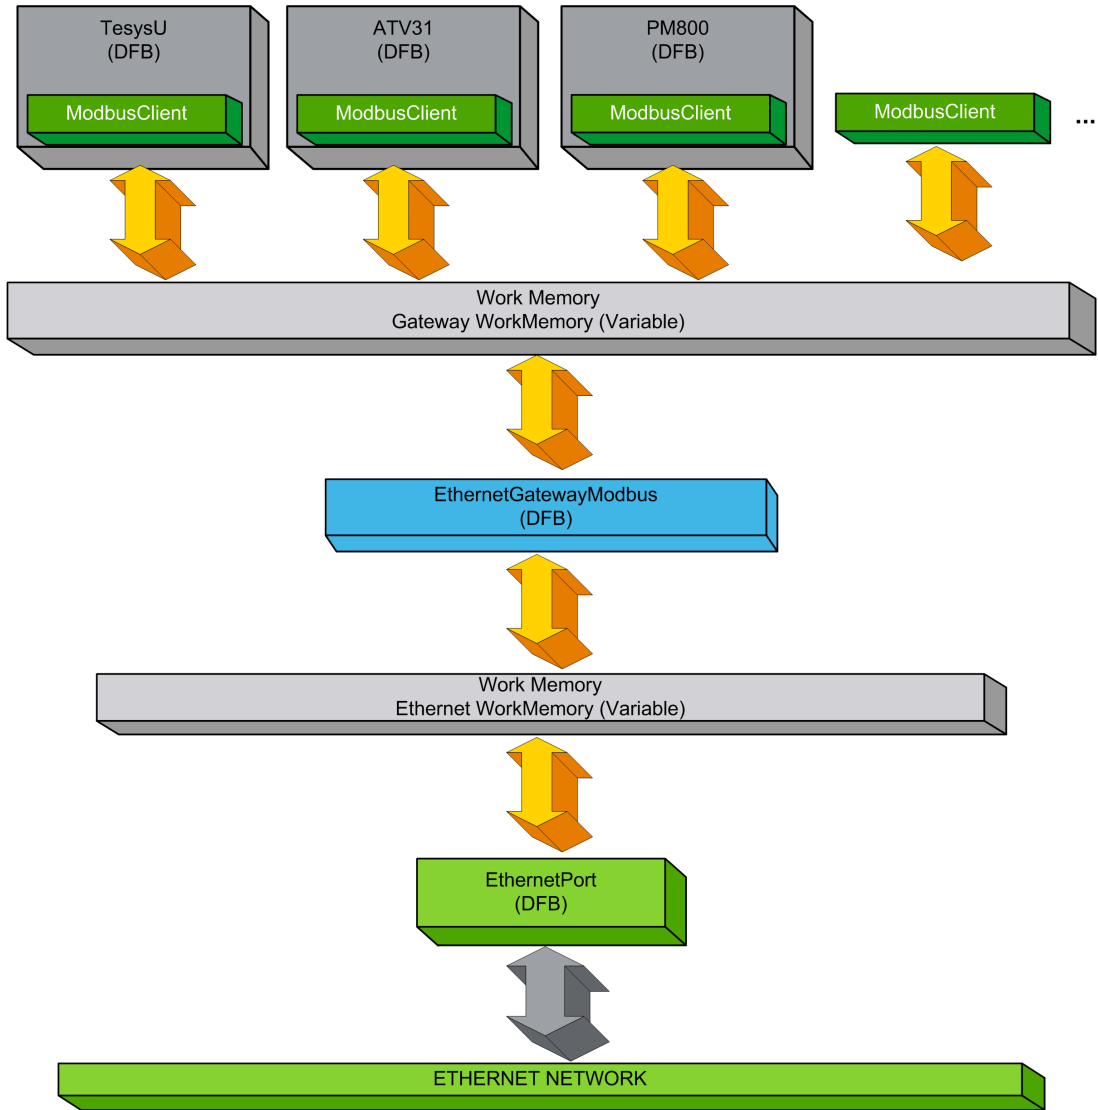 TesysU
(DFB)
ModbusClient
ATV31
(DFB)
ModbusClient
PM800
(DFB)
ModbusClient
ModbusClient
...
Work Memory
Gateway WorkMemory (Variable)
EthernetGatewayModbus
(DFB)
Work Memory
Ethernet WorkMemory (Variable)
EthernetPort
(DFB)
ETHERNET NETWORK